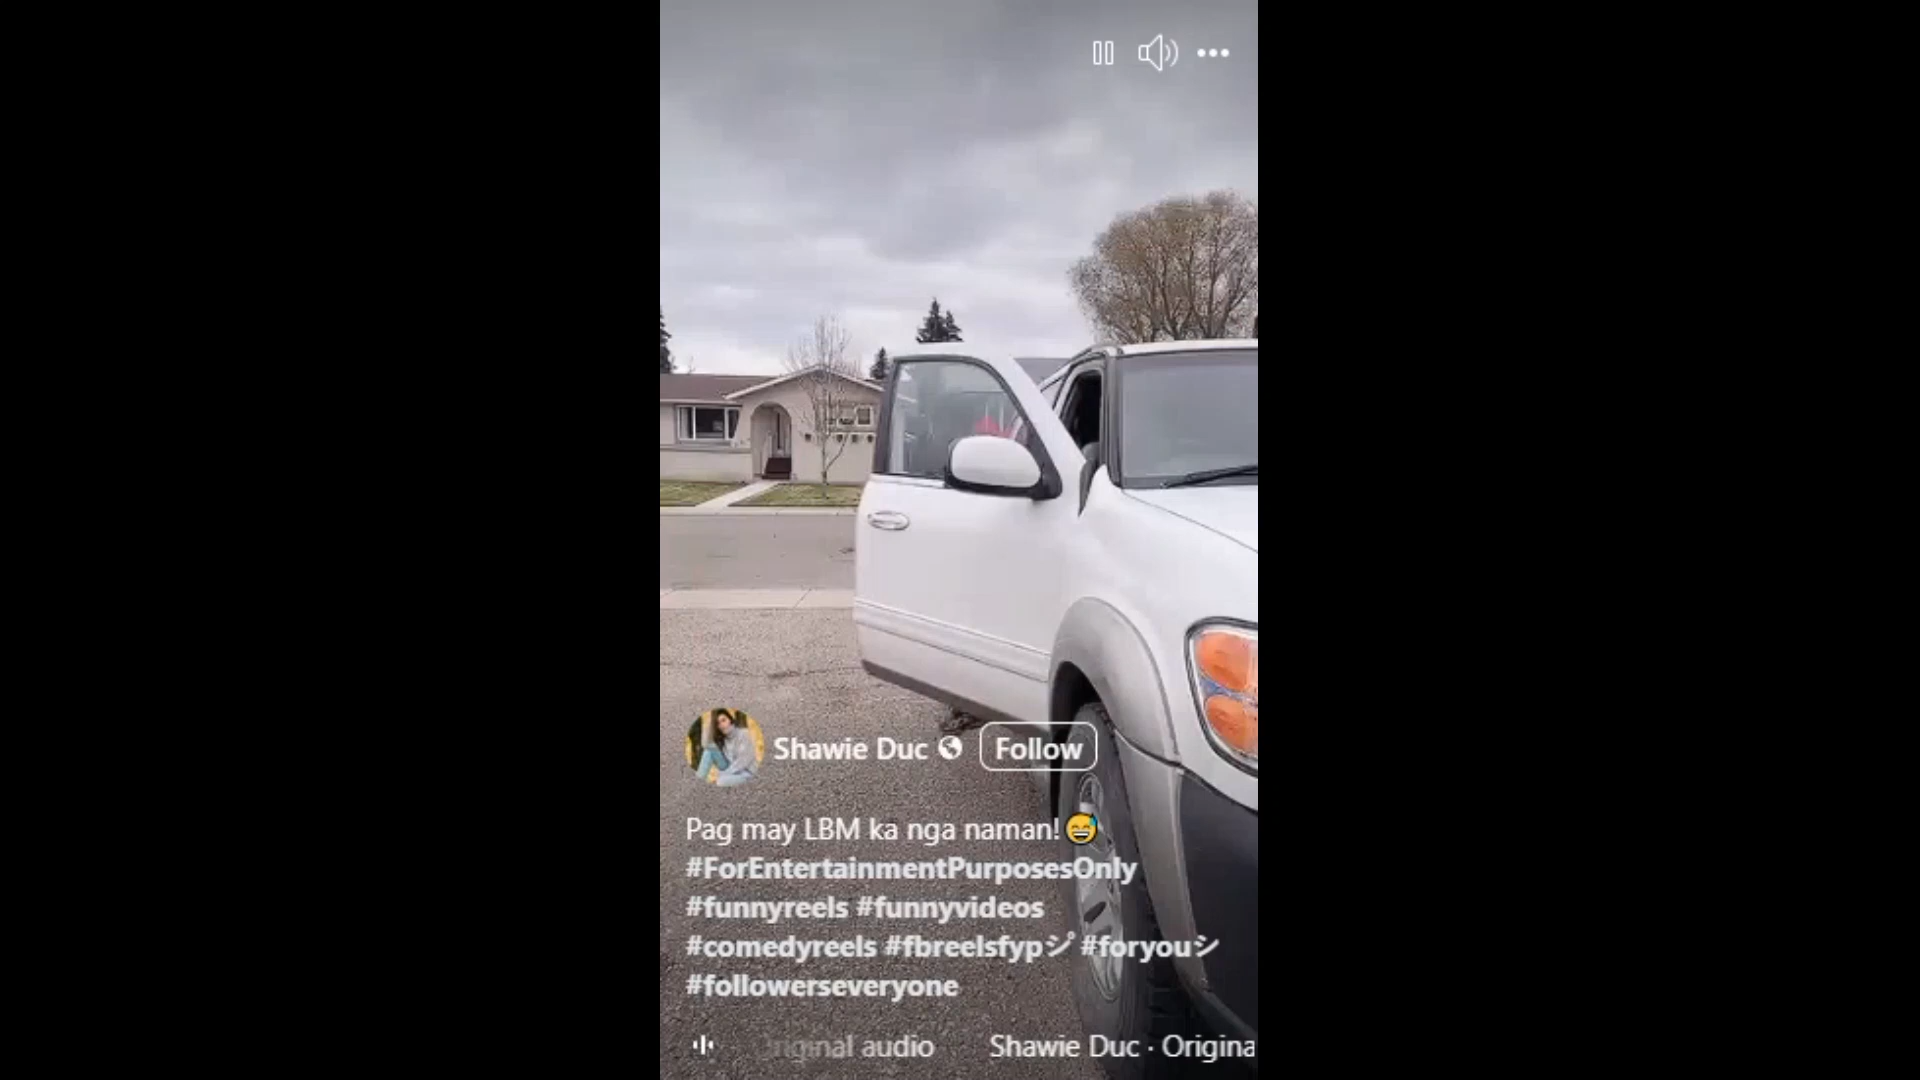 Shawie Duc Follow
Pag may LBM ka nga naman!😅
#ForEntertainmentPurposesOnly
#funnyreels #funnyvideos
#comedyreels #fbreelsfypシ゚ #foryouシ
#followerseveryone
audio Shawie Duc · Origina